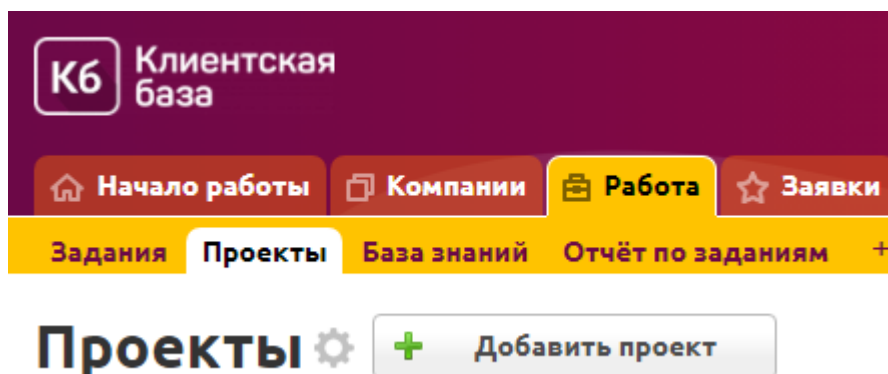 Кб Клиентская
база
Начало работы Компании Работа Заявки
Задания Проекты База знаний Отчёт по заданиям +
Проекты + Добавить проект